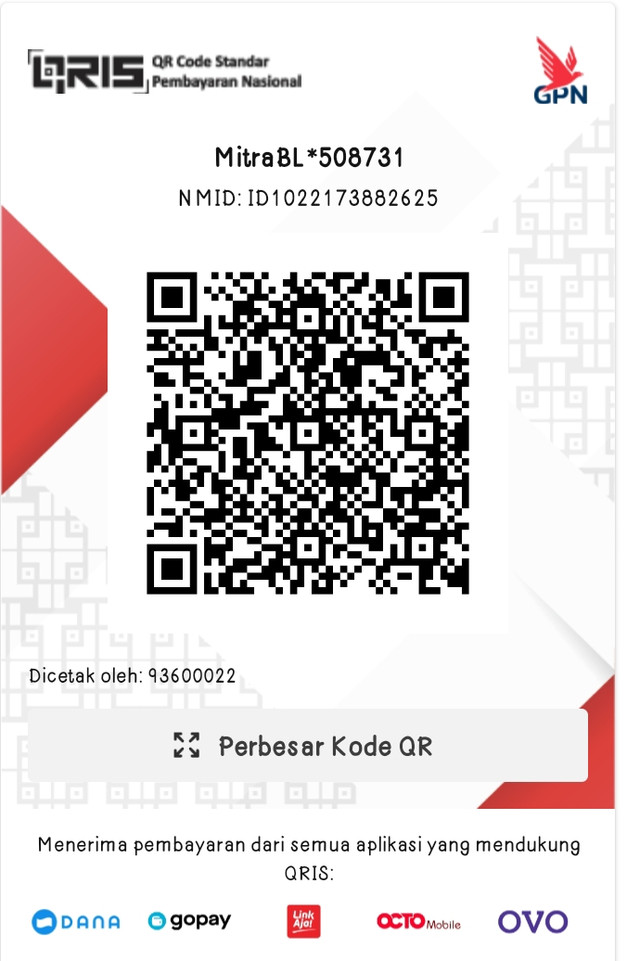 QRIS
QR Code Standar
Pembayaran Nasional
GPN
MitraBL*508731
NMID: ID1022173882625
Dicetak oleh: 93600022
Perbesar Kode QR
Menerima pembayaran dari semua aplikasi yang mendukung
QRIS:
DANA
gopay
Link
Aja!
OCTO Mobile
OVO